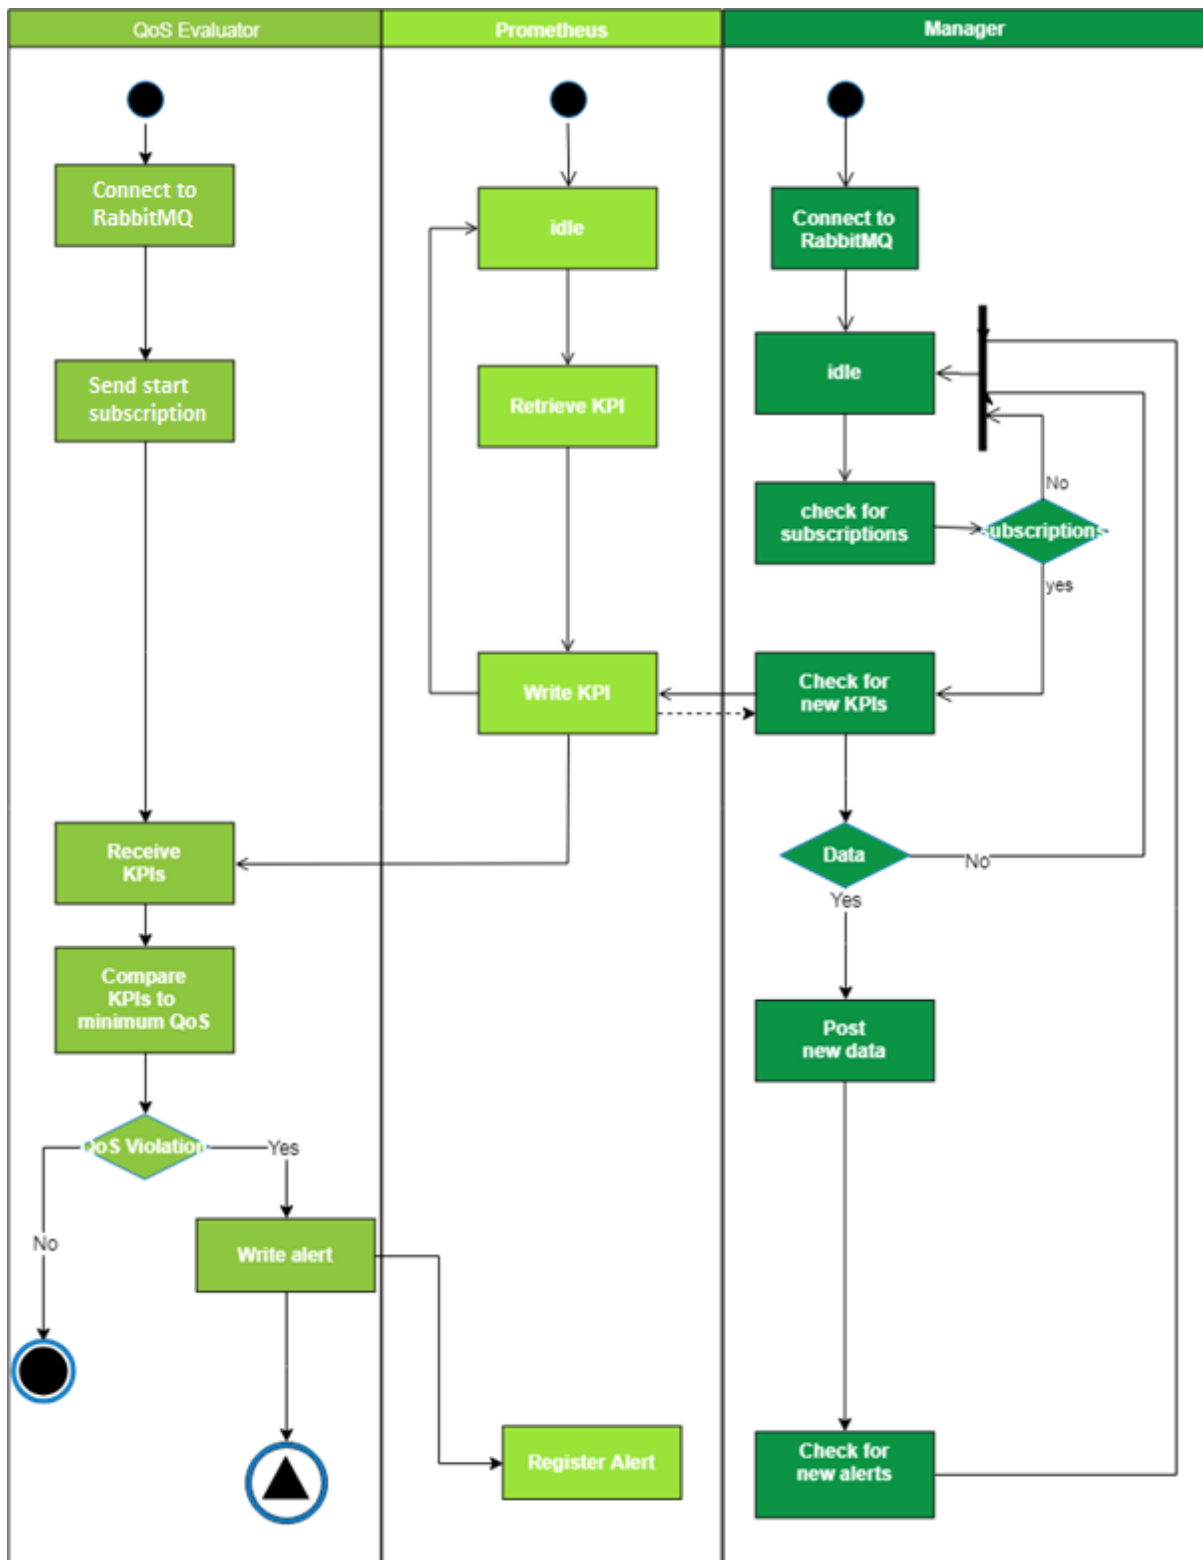 QoS Evaluator
Prometheus
Manager
Connect to
RabbitMQ
Send start
subscription
Receive
KPIs
Compare
KPIs to
minimum QoS
QoS Violation
Yes
No
Write alert
idle
Retrieve KPI
Write KPI
Register Alert
Connect to
RabbitMQ
idle
check for
subscriptions
subscriptions
No
yes
Check for
new KPIs
Data
No
Yes
Post
new data
Check for
new alerts